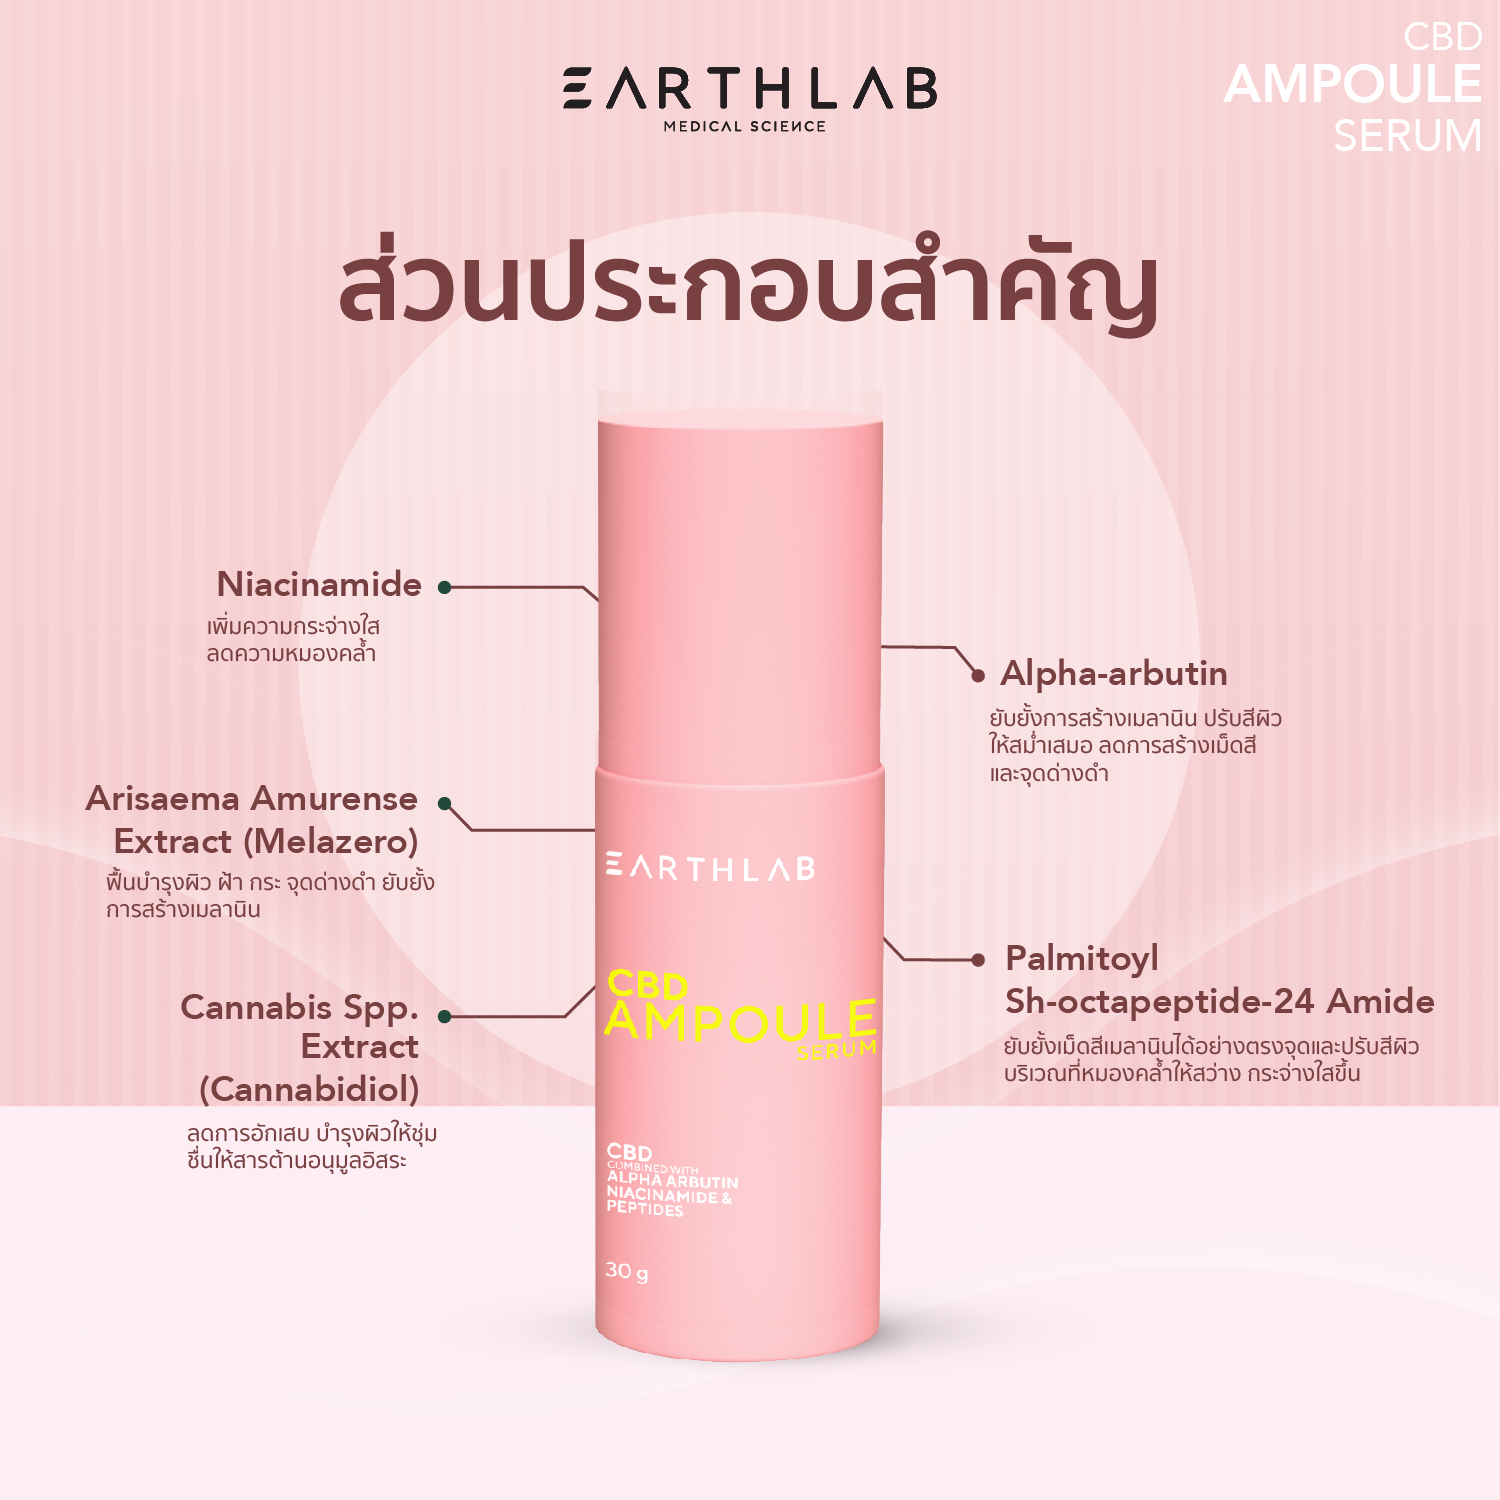 EARTHLAB
MEDICAL SCIENCE
CBD
AMPOULE
SERUM
ส่วนประกอบสำคัญ
Niacinamide
เพิ่มความกระจ่างใส
ลดความหมองคล้ำ
Alpha-arbutin
ยับยั้งการสร้างเมลานิน ปรับสีผิว
ให้สม่ำเสมอ ลดการสร้างเม็ดสี
และจุดด่างดำ
Arisaema Amurense
Extract (Melazero)
ฟื้นบำรุงผิว ฝ้า กระ จุดด่างดำ ยับยั้ง
การสร้างเมลานิน
Palmitoyl
Sh-octapeptide-24 Amide
ยับยั้งเม็ดสีเมลานินได้อย่างตรงจุดและปรับสีผิว
บริเวณที่หมองคล้ำให้สว่าง กระจ่างใสขึ้น
Cannabis Spp.
Extract
(Cannabidiol)
ลดการอักเสบ บำรุงผิวให้ชุ่ม
ชื่นให้สารต้านอนุมูลอิสระ
EARTHLAB
CBD
AMPOULE
SERUM
CBD
COMBINED WITH
ALPHA ARBUTIN
NIACINAMIDE &
PEPTIDES
30 g